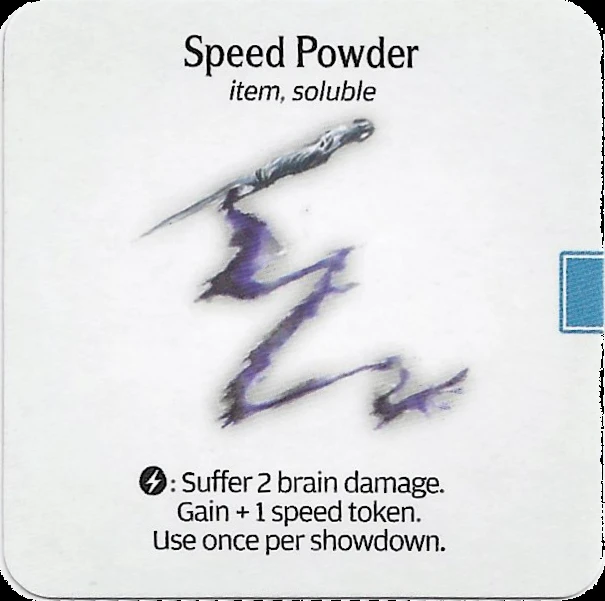 Speed Powder
item, soluble
: Suffer 2 brain damage.
Gain + 1 speed token.
Use once per showdown.